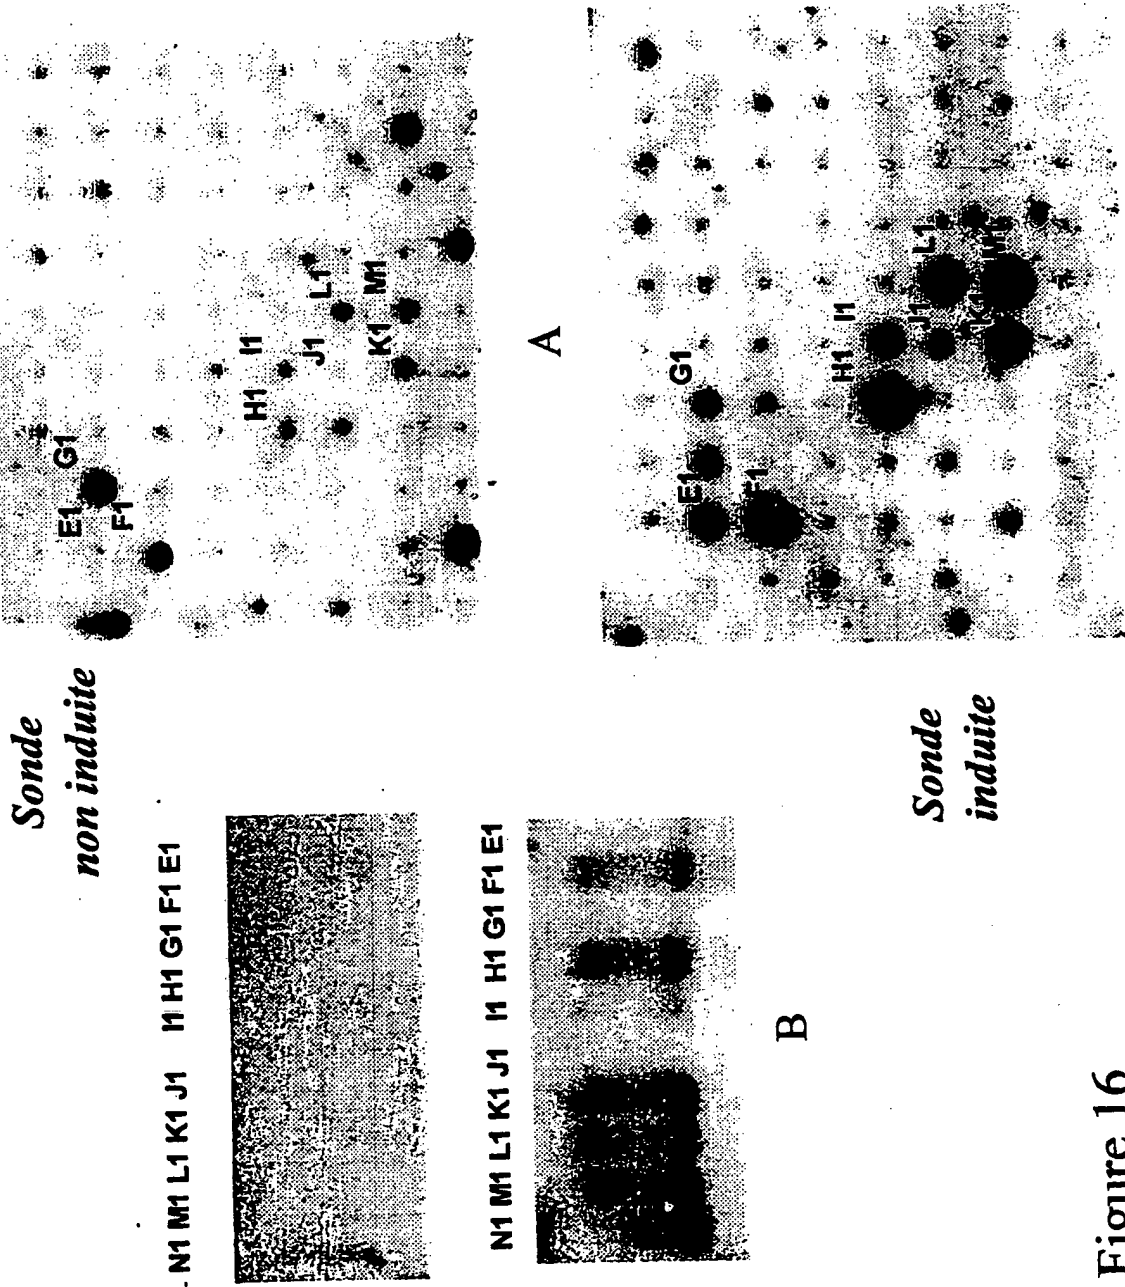 Sonde
non induite
N1 M1 L1 K1 J1 I1 H1 G1 F1 E1
N1 M1 L1 K1 J1 I1 H1 G1 F1 E1
B
E1 G1
F1
H1 I1
J1 L1
K1 M1
A
Sonde
induite
E1 G1
F1
H1 I1
J1 L1
K1 M1
Figure 16